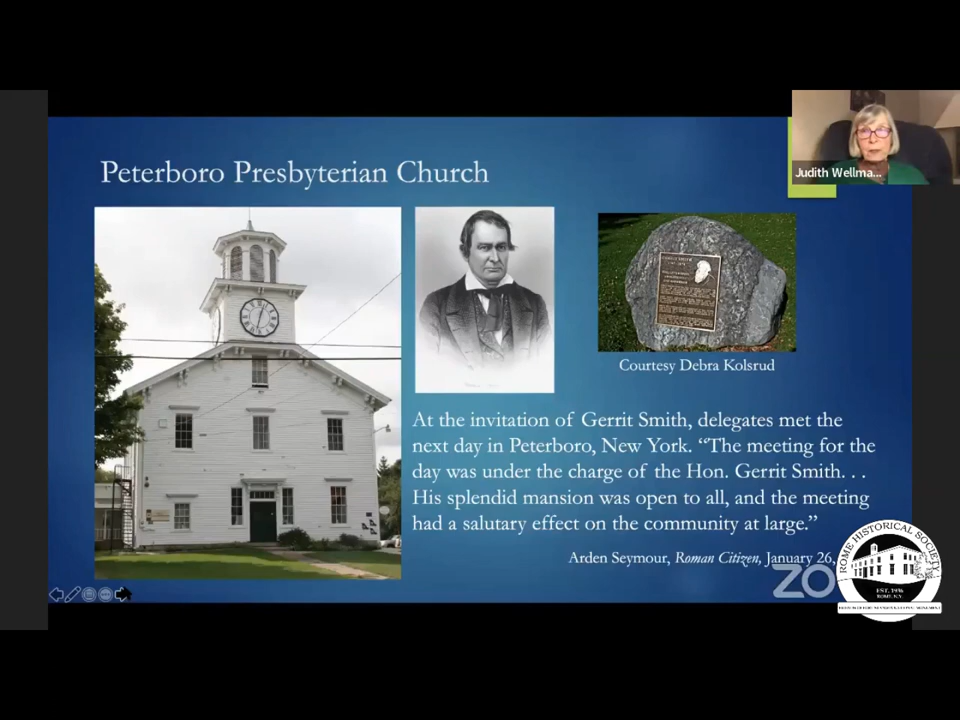 Peterboro Presbyterian Church
Judith Wellma...
Courtesy Debra Kolsrud
At the invitation of Gerrit Smith, delegates met the
next day in Peterboro, New York. “The meeting for the
day was under the charge of the Hon. Gerrit Smith. . .
His splendid mansion was open to all, and the meeting
had a salutary effect on the community at large.”
Arden Seymour, Roman Citizen, January 26,
ZO
ROME HISTORICAL SOCIETY
EST. 1936
ROME, N.Y.